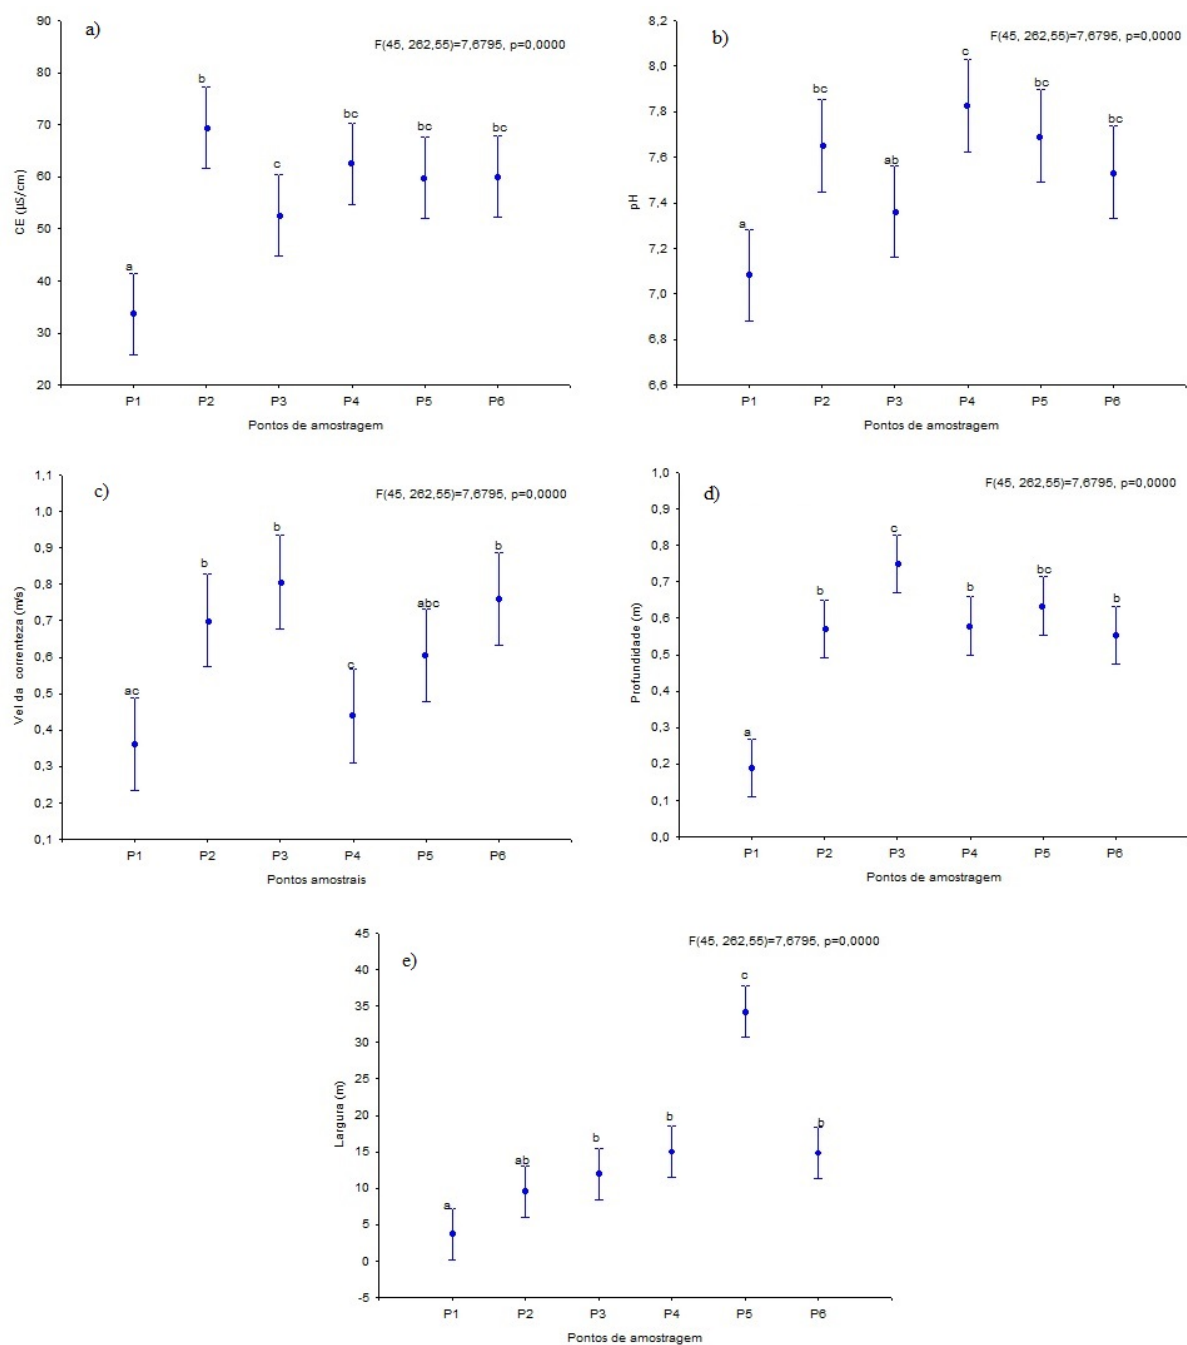 a)
F(45, 262,55)=7,6795, p=0,0000
CE (µS/cm)
90
80
70
60
50
40
30
20
a
b
c
bc
bc
bc
P1 P2 P3 P4 P5 P6
Pontos de amostragem
b)
F(45, 262,55)=7,6795, p=0,0000
pH
8,2
8,0
7,8
7,6
7,4
7,2
7,0
6,8
6,6
a
bc
ab
c
bc
bc
P1 P2 P3 P4 P5 P6
Pontos de amostragem
c)
F(45, 262,55)=7,6795, p=0,0000
Vel da correnteza (m/s)
1,1
1,0
0,9
0,8
0,7
0,6
0,5
0,4
0,3
0,2
0,1
ac
b
b
c
abc
b
P1 P2 P3 P4 P5 P6
Pontos amostrais
d)
F(45, 262,55)=7,6795, p=0,0000
Profundidade (m)
1,0
0,9
0,8
0,7
0,6
0,5
0,4
0,3
0,2
0,1
0,0
a
b
c
b
bc
b
P1 P2 P3 P4 P5 P6
Pontos de amostragem
e)
F(45, 262,55)=7,6795, p=0,0000
Largura (m)
45
40
35
30
25
20
15
10
5
0
-5
a
ab
b
b
c
b
P1 P2 P3 P4 P5 P6
Pontos de amostragem